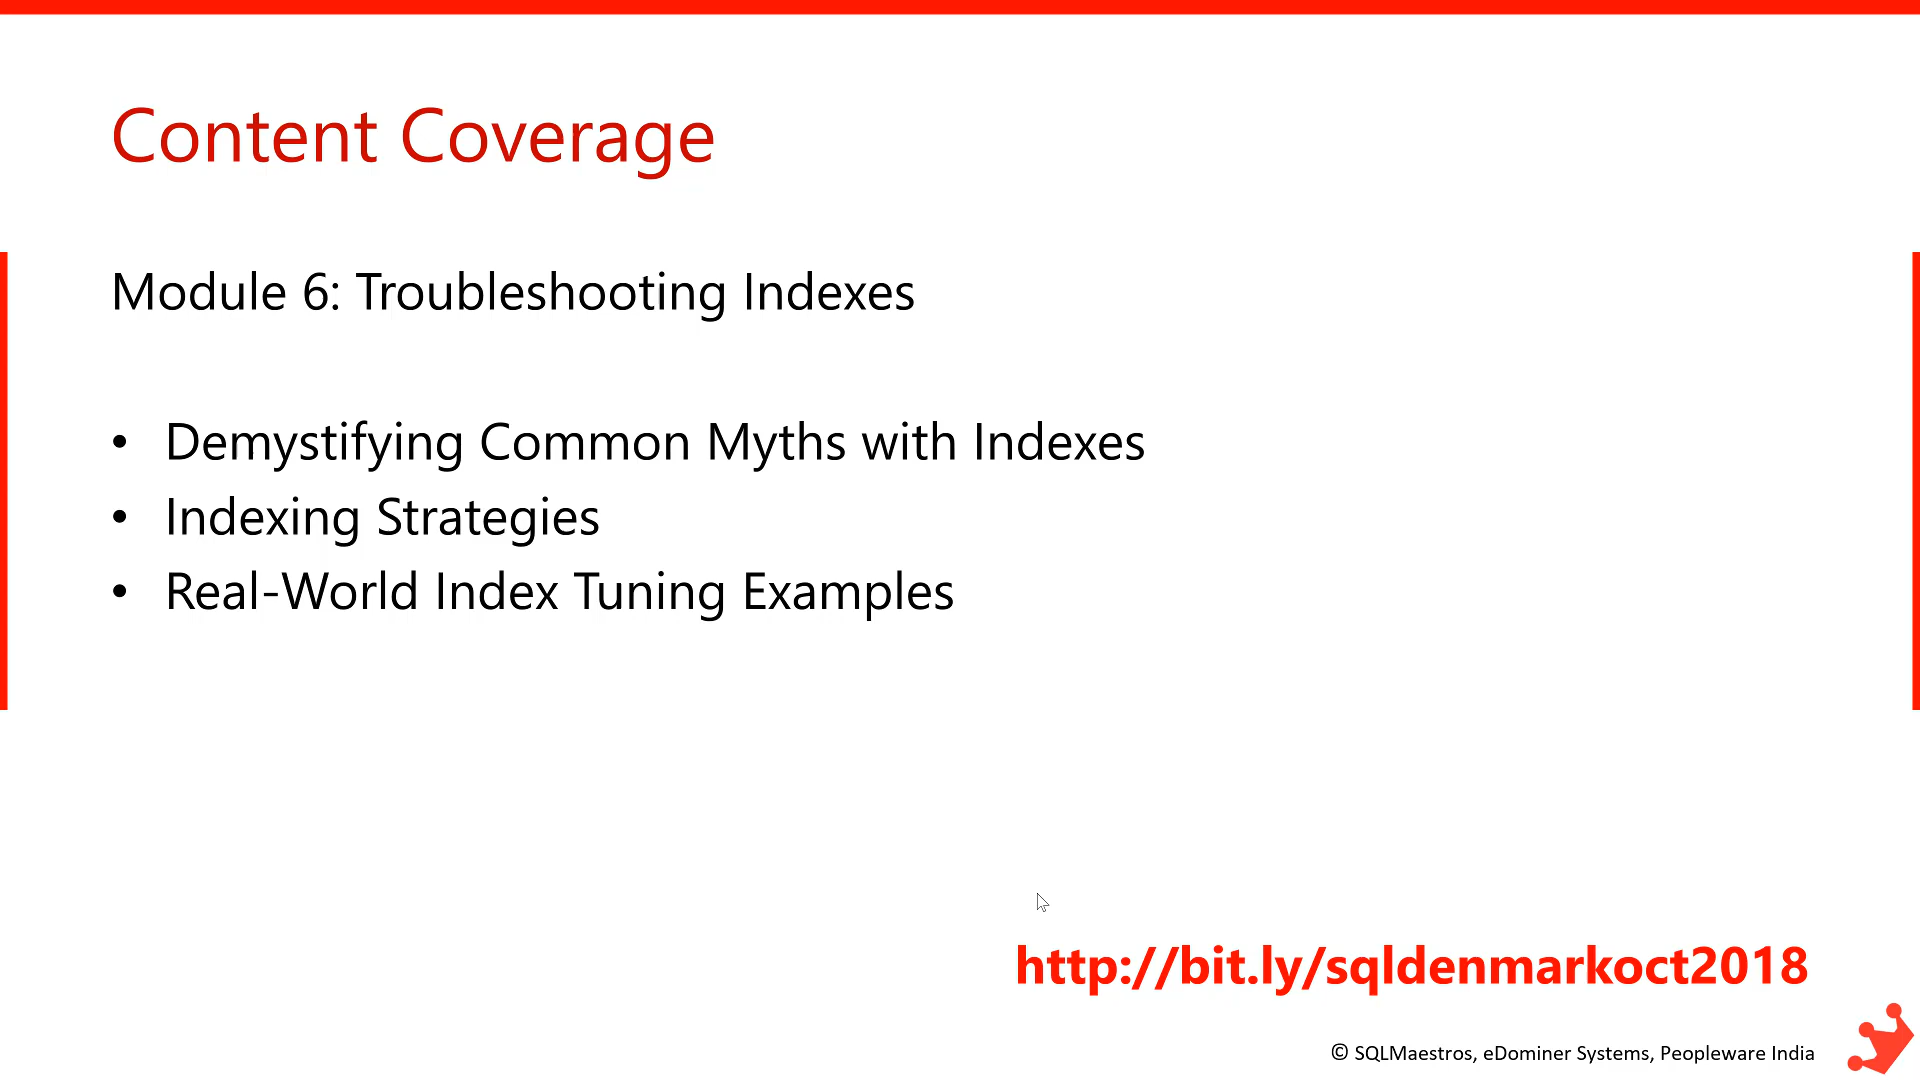 Content Coverage
Module 6: Troubleshooting Indexes
• Demystifying Common Myths with Indexes
• Indexing Strategies
• Real-World Index Tuning Examples
http://bit.ly/sqldenmarkoct2018
© SQLMaestros, eDominer Systems, Peopleware India